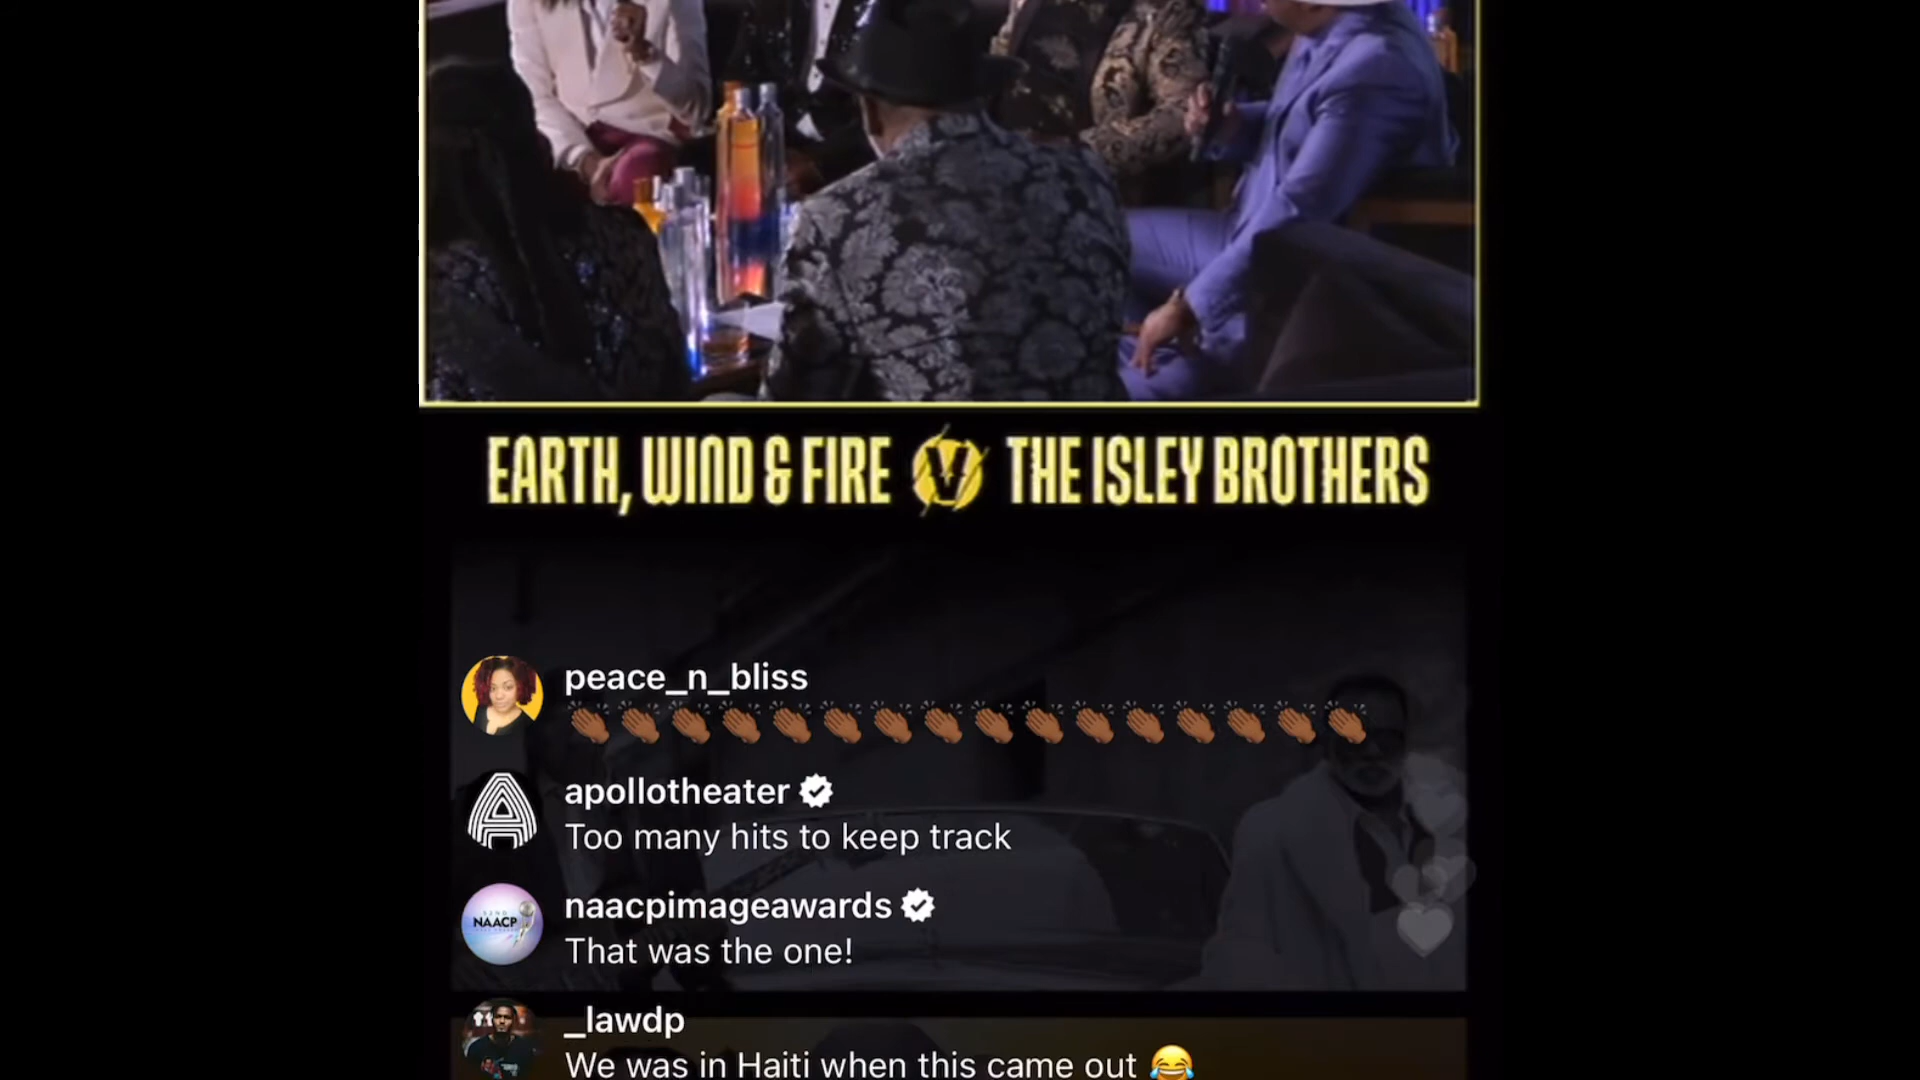 EARTH, WIND & FIRE V THE ISLEY BROTHERS
peace_n_bliss
👏🏾👏🏾👏🏾👏🏾👏🏾👏🏾👏🏾👏🏾👏🏾👏🏾👏🏾👏🏾👏🏾👏🏾👏🏾👏🏾
apollotheater
Too many hits to keep track
naacpimageawards
NAACP
That was the one!
_lawdp
We was in Haiti when this came out 😂